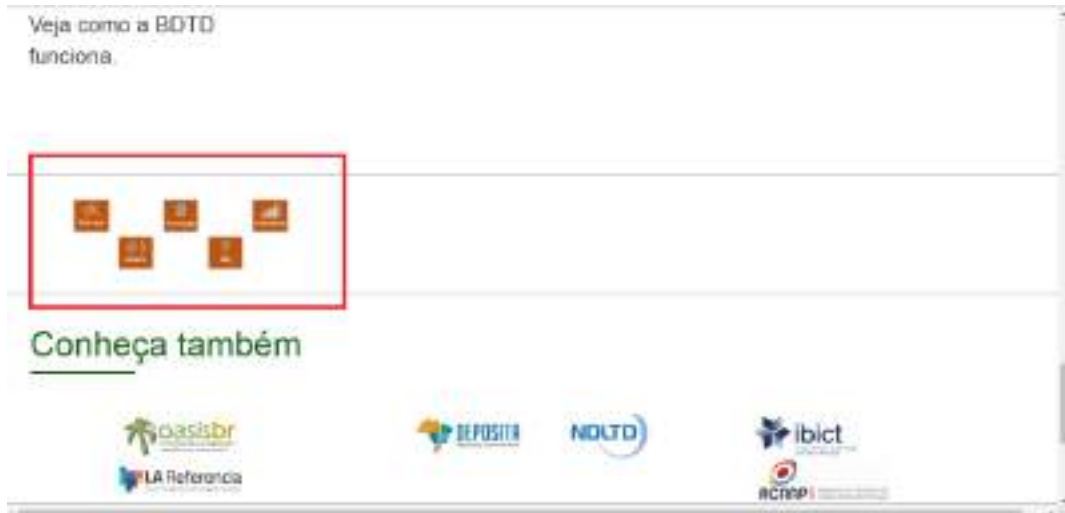 Veja como a BDTD
funciona.
Conheça também
oasisbr
DEPOSITA
NDLTD
ibict
LA Referencia
RCAAP